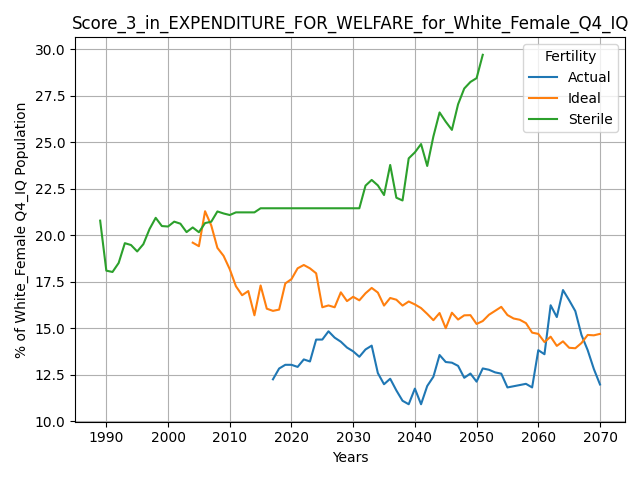 Score_3_in_EXPENDITURE_FOR_WELFARE_for_White_Female_Q4_IQ
30.0
27.5
25.0
22.5
20.0
17.5
15.0
12.5
10.0
% of White_Female Q4_IQ Population
Fertility
Actual
Ideal
Sterile
1990 2000 2010 2020 2030 2040 2050 2060 2070
Years